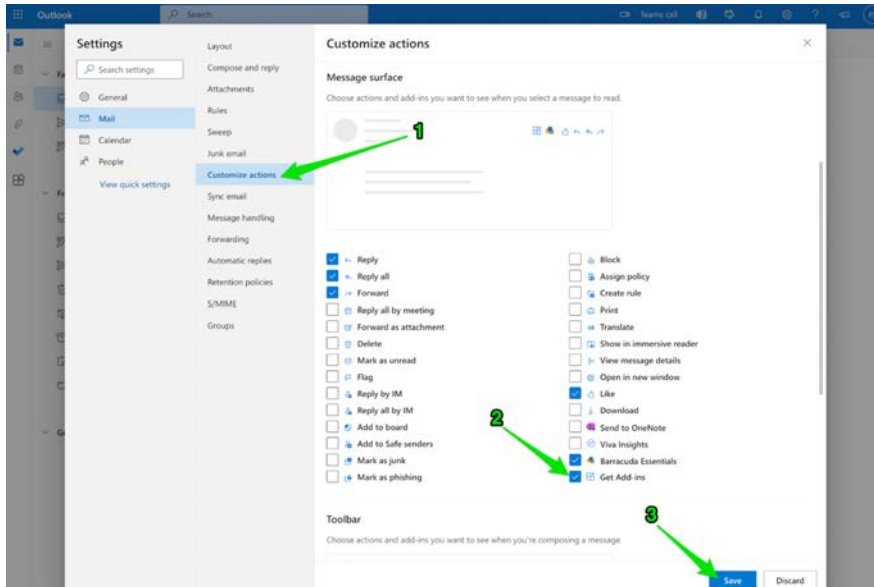 Outlook
Search
Teams call
Settings
Search settings
General
Mail
Calendar
People
View quick settings
Layout
Compose and reply
Attachments
Rules
Sweep
Junk email
Customize actions
Sync email
Message handling
Forwarding
Automatic replies
Retention policies
S/MIME
Groups
Customize actions
Message surface
Choose actions and add-ins you want to see when you select a message to read.
1
Reply
Reply all
Forward
Reply all by meeting
Forward as attachment
Delete
Mark as unread
Flag
Reply by IM
Reply all by IM
Add to board
Add to Safe senders
Mark as junk
Mark as phishing
Block
Assign policy
Create rule
Print
Translate
Show in immersive reader
View message details
Open in new window
Like
Download
Send to OneNote
Viva Insights
Barracuda Essentials
Get Add-ins
2
Toolbar
Choose actions and add-ins you want to see when you're composing a message.
3
Save
Discard